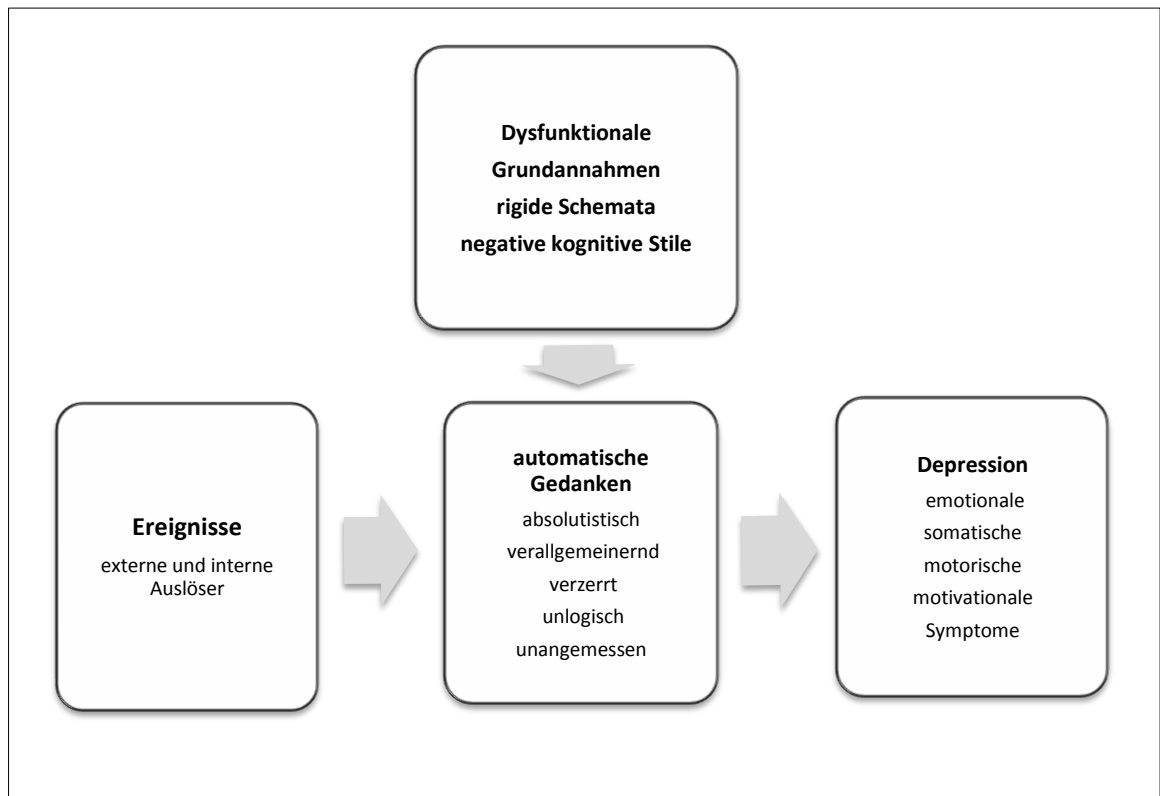 Dysfunktionale
Grundannahmen
rigide Schemata
negative kognitive Stile
Ereignisse
externe und interne
Auslöser
automatische
Gedanken
absolutistisch
verallgemeinernd
verzerrt
unlogisch
unangemessen
Depression
emotionale
somatische
motorische
motivationale
Symptome